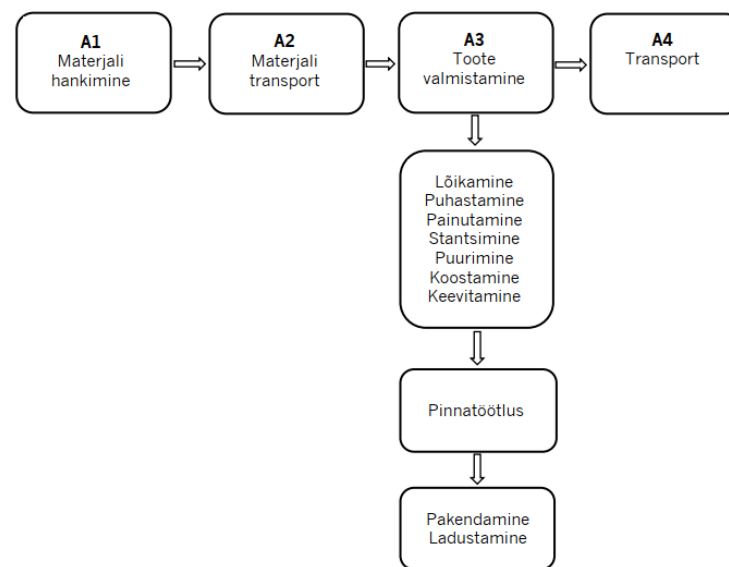 A1
Materjali
hankimine
A2
Materjali
transport
A3
Toote
valmistamine
A4
Transport
Lõikamine
Puhastamine
Painutamine
Stantsimine
Puurimine
Koostamine
Keevitamine
Pinnatöötlus
Pakendamine
Ladustamine